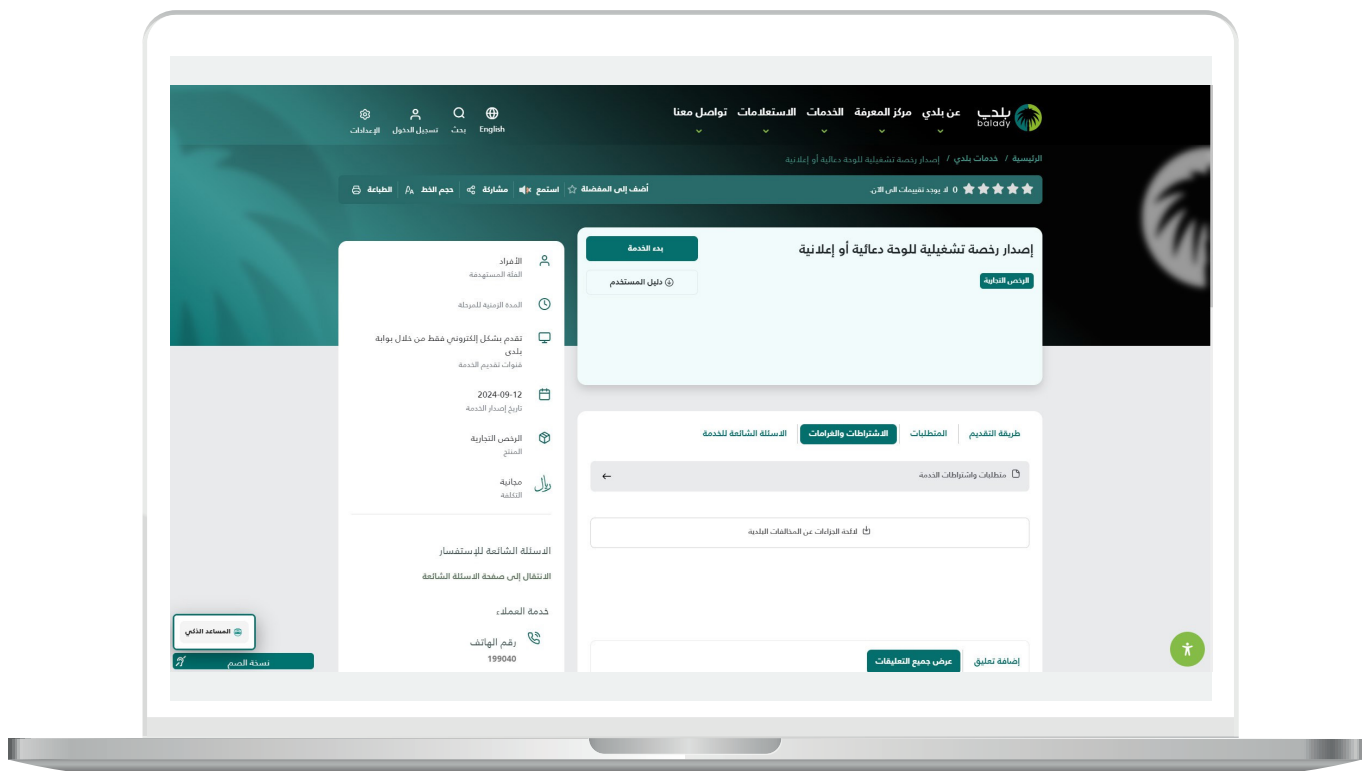 بلدي balady
عن بلدي مركز المعرفة الخدمات الاستعلامات تواصل معنا
English بحث تسجيل الدخول الإعدادات
الرئيسية / خدمات بلدي / إصدار رخصة تشغيلية للوحة دعائية أو إعلانية
0 لا يوجد تقييمات الى الآن.
أضف إلى المفضلة استمع مشاركة حجم الخط الطباعة
إصدار رخصة تشغيلية للوحة دعائية أو إعلانية
الرخص التجارية
بدء الخدمة
دليل المستخدم
طريقة التقديم المتطلبات الاشتراطات والغرامات الاسئلة الشائعة للخدمة
متطلبات واشتراطات الخدمة
لائحة الجزاءات عن المخالفات البلدية
إضافة تعليق عرض جميع التعليقات
الأفراد
الفئة المستهدفة
المدة الزمنية للمرحلة
تقدم بشكل إلكتروني فقط من خلال بوابة
بلدي
قنوات تقديم الخدمة
2024-09-12
تاريخ إصدار الخدمة
الرخص التجارية
المنتج
ريال
مجانية
التكلفة
الاسئلة الشائعة للإستفسار
الانتقال إلى صفحة الاسئلة الشائعة
خدمة العملاء
رقم الهاتف
199040
المساعد الذكي
نسخة الصم